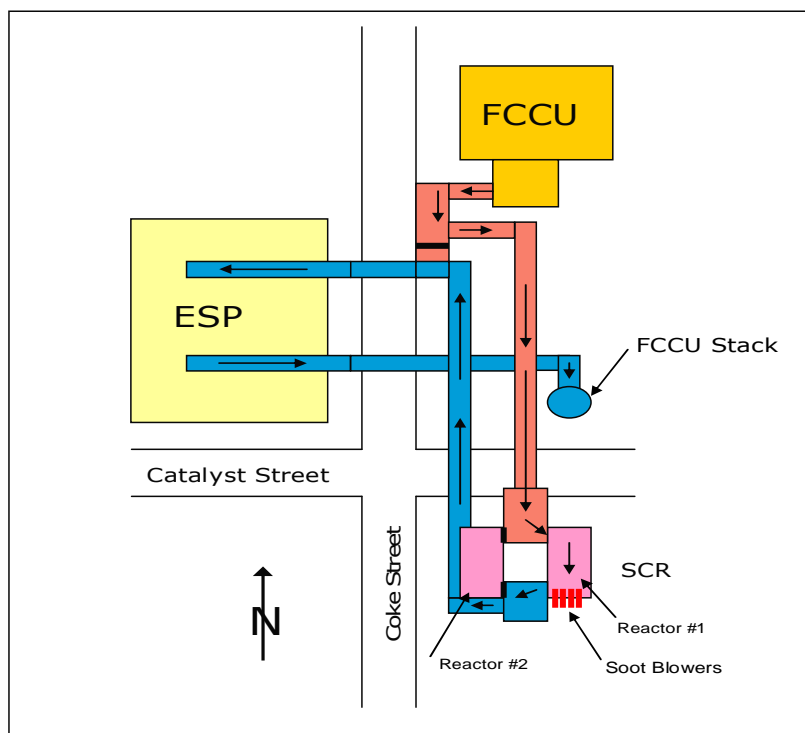 FCCU
ESP
FCCU Stack
Catalyst Street
Coke Street
SCR
N
Reactor #1
Reactor #2
Soot Blowers